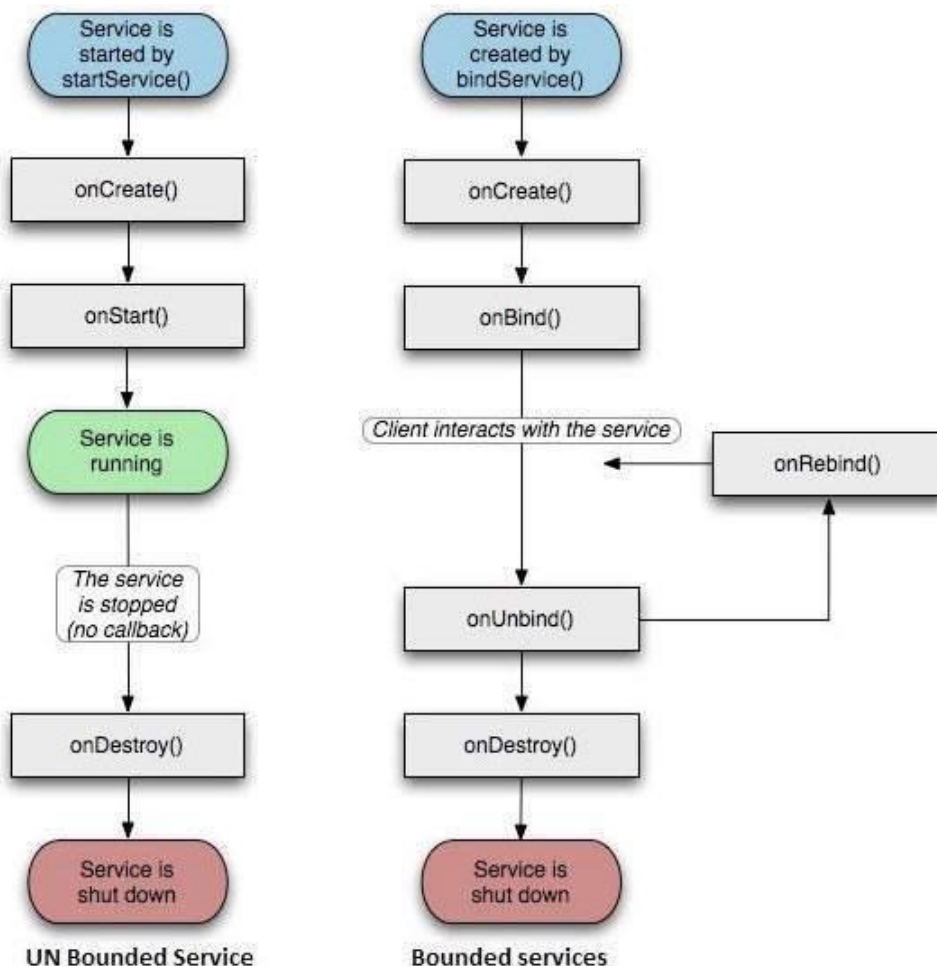 Service is
started by
startService()
onCreate()
onStart()
Service is
running
The service
is stopped
(no callback)
onDestroy()
Service is
shut down
UN Bounded Service
Service is
created by
bindService()
onCreate()
onBind()
Client interacts with the service
onRebind()
onUnbind()
onDestroy()
Service is
shut down
Bounded services